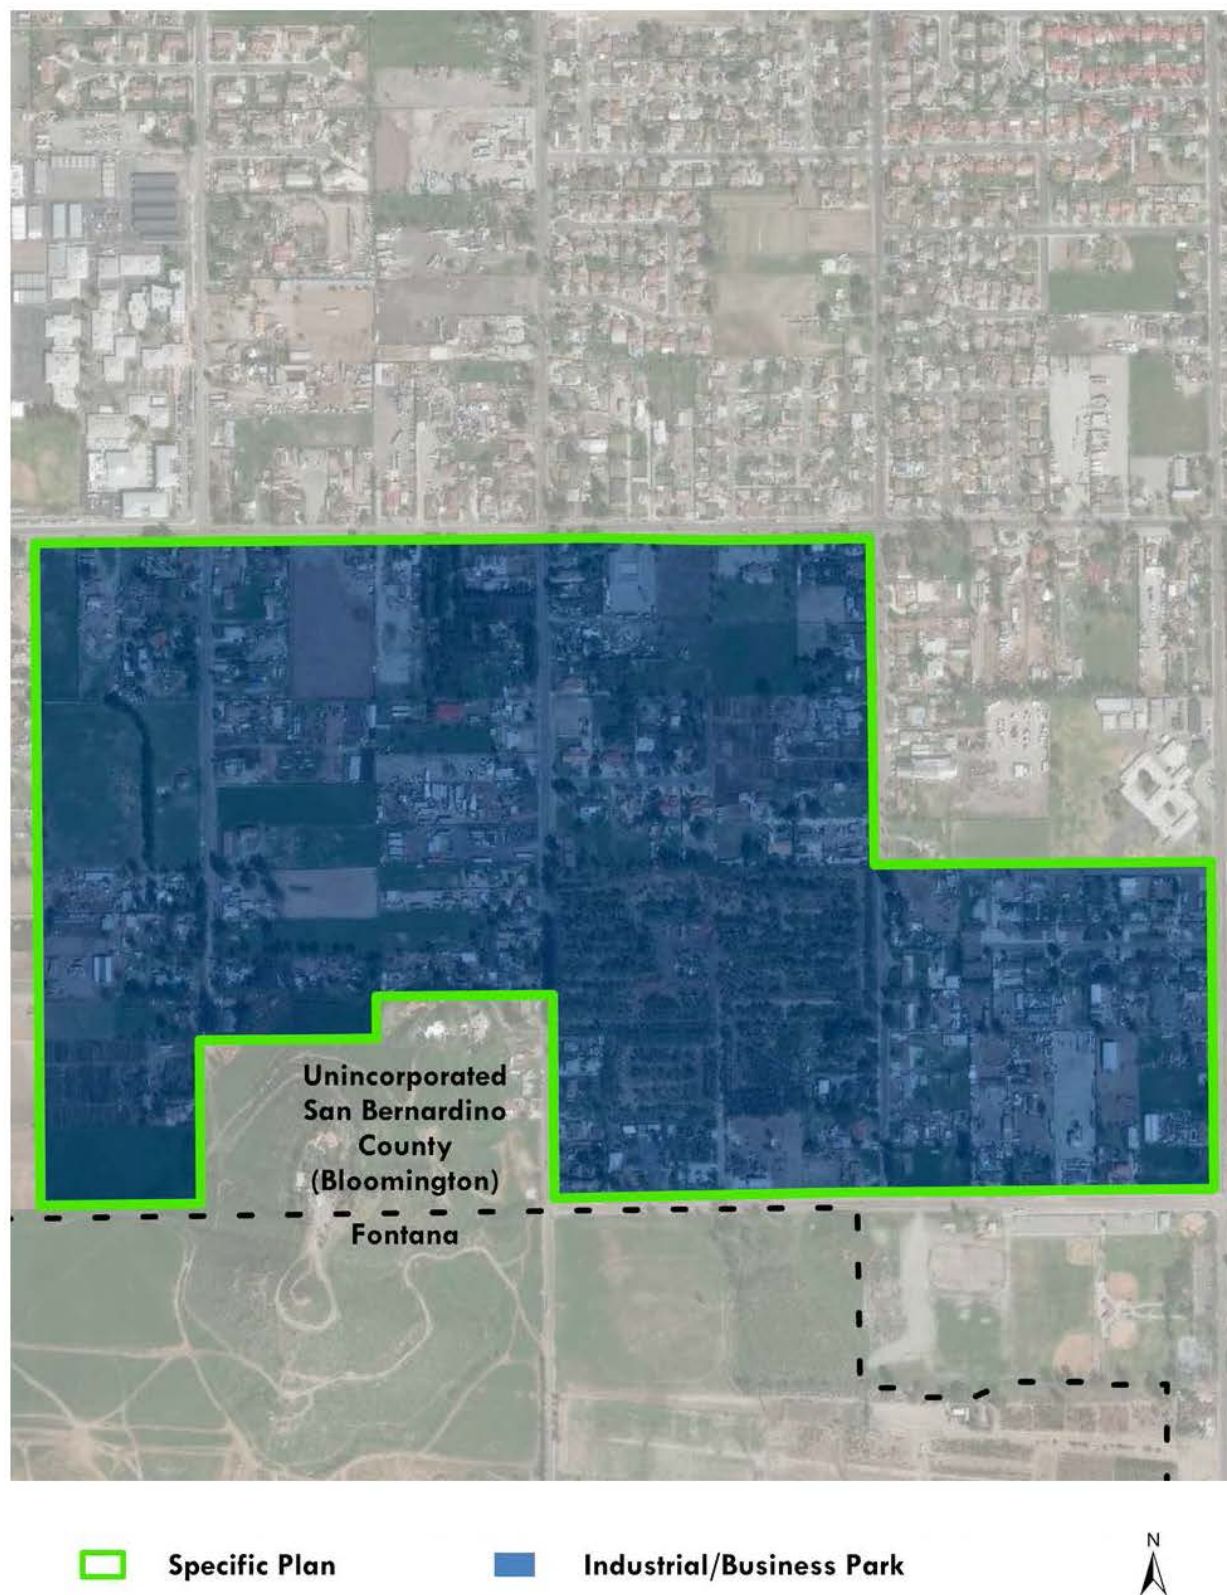 Unincorporated
San Bernardino
County
(Bloomington)
Fontana
Specific Plan
Industrial/Business Park
N